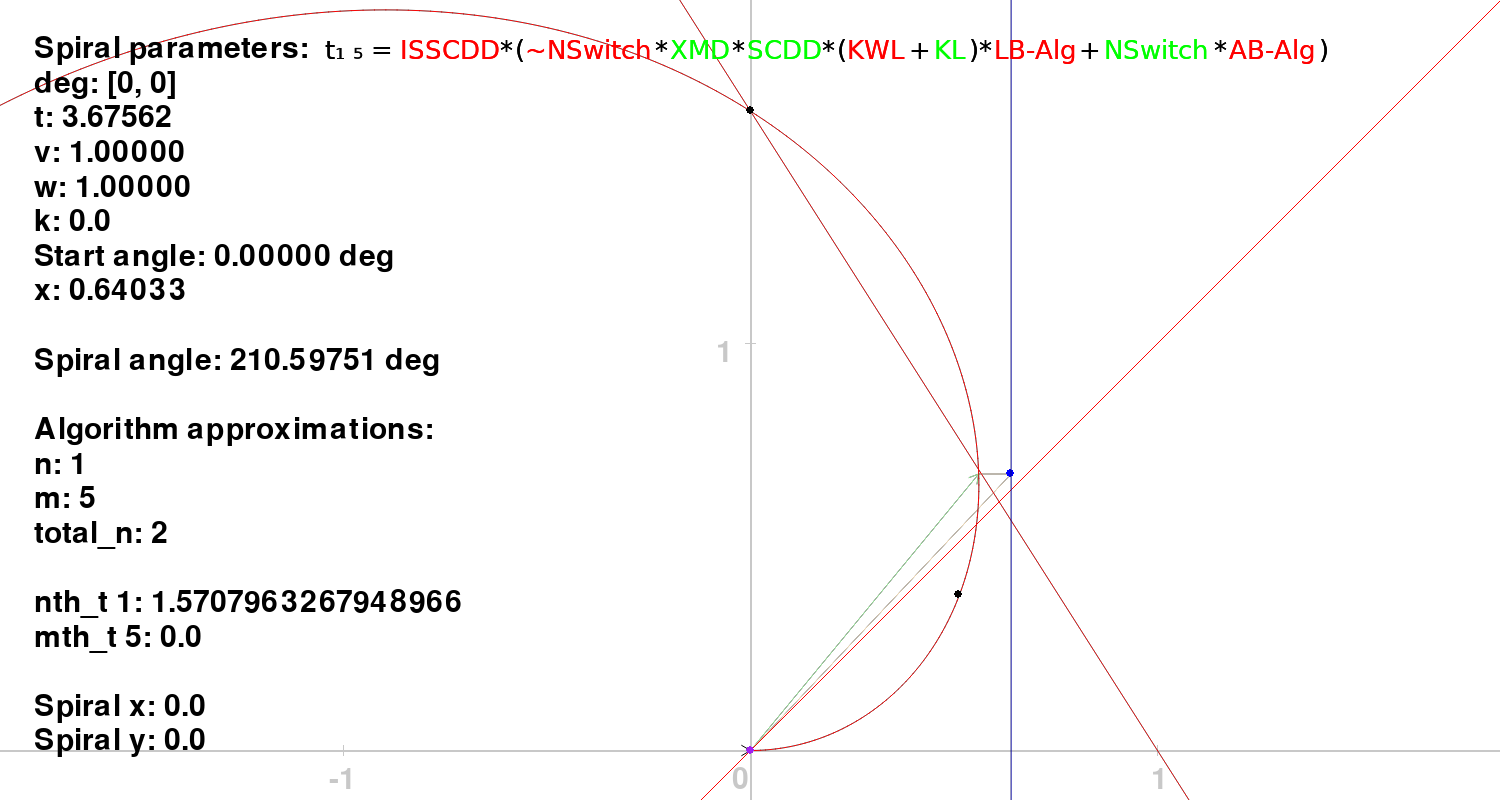 Spiral parameters: t₁ ₅ = ISSCDD*(~NSwitch*XMD*SCDD*(KWL+KL)*LB-Alg+NSwitch*AB-Alg)
deg: [0, 0]
t: 3.67562
v: 1.00000
w: 1.00000
k: 0.0
Start angle: 0.00000 deg
x: 0.64033
1
Spiral angle: 210.59751 deg
Algorithm approximations:
n: 1
m: 5
total_n: 2
nth_t 1: 1.5707963267948966
mth_t 5: 0.0
Spiral x: 0.0
Spiral y: 0.0
-1 0 1